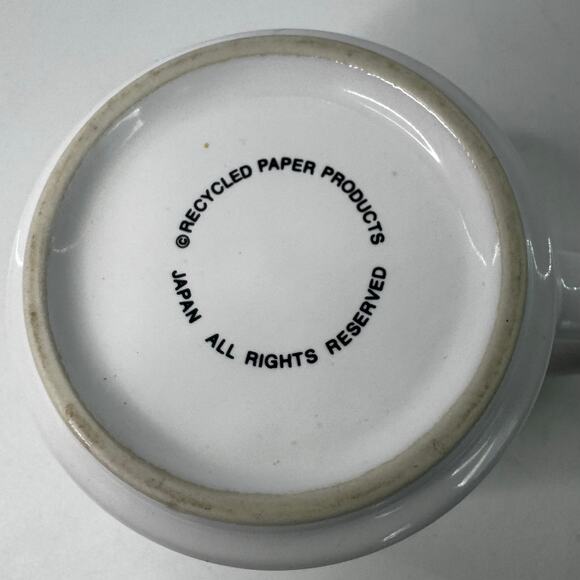 ©RECYCLED PAPER PRODUCTS
JAPAN ALL RIGHTS RESERVED